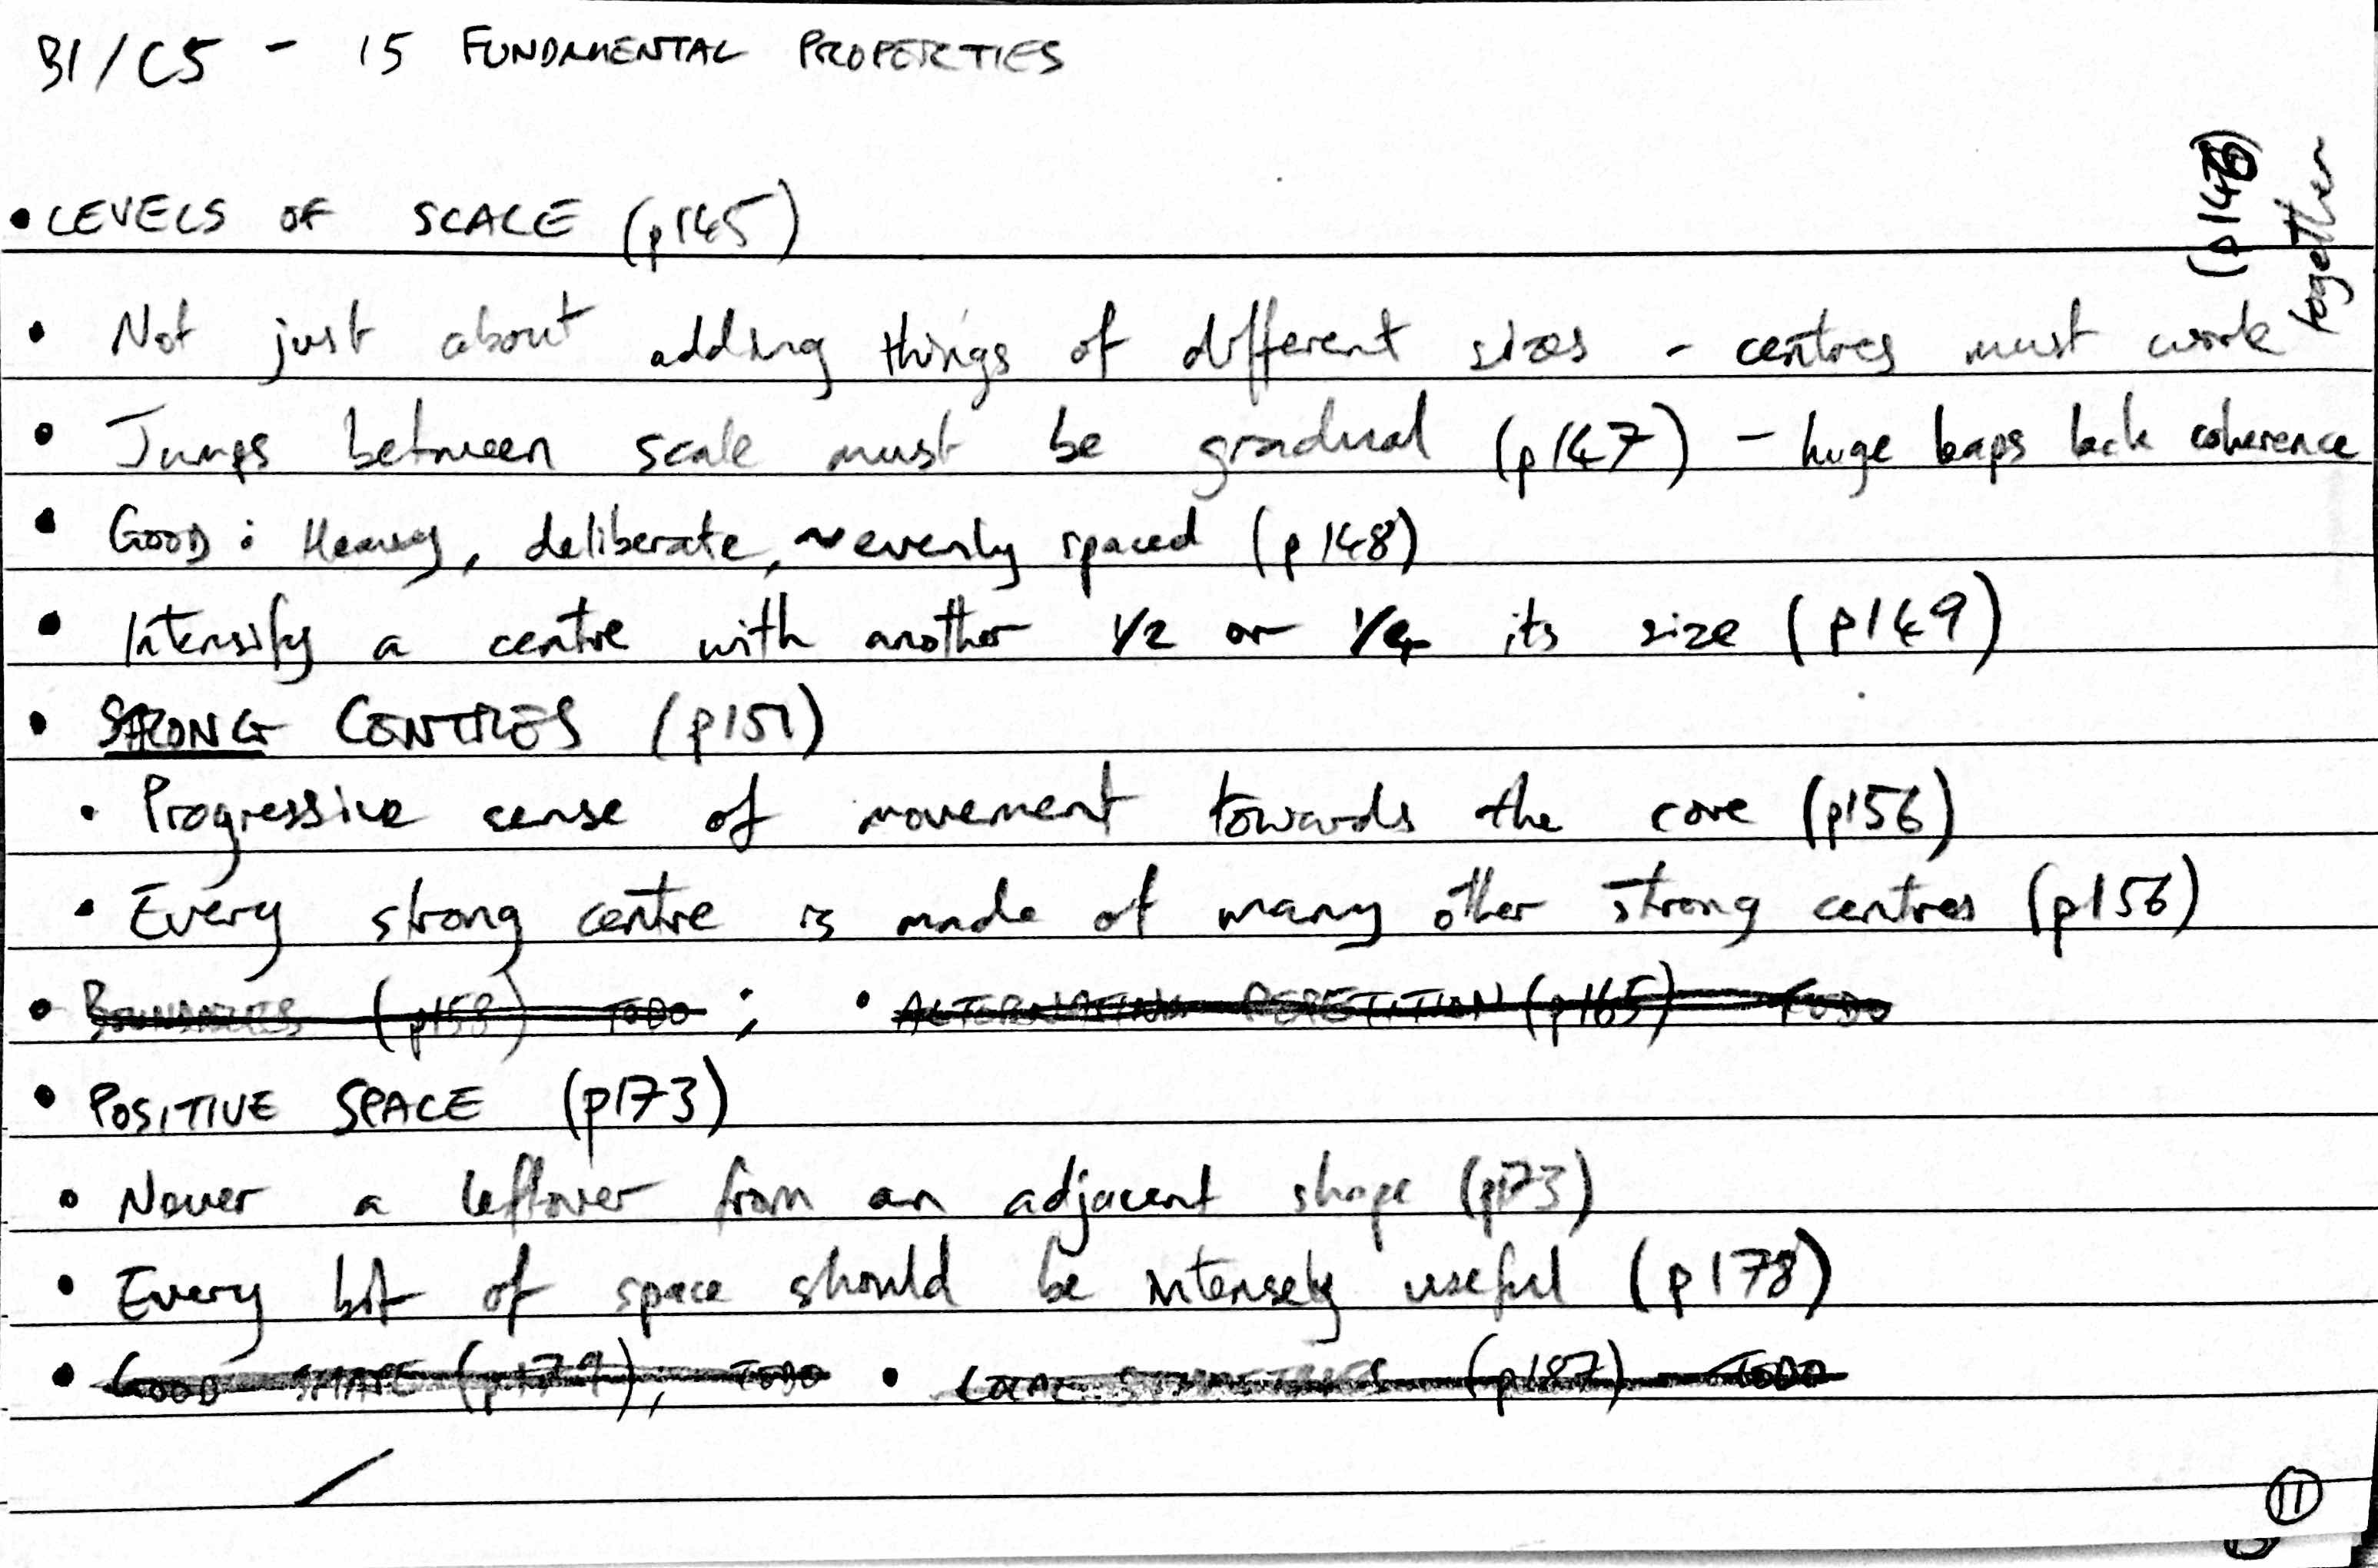 B1/C5 - 15 FUNDAMENTAL PROPERTIES
• LEVELS OF SCALE (p145)
• Not just about adding things of different sizes - centres must work together (p146)
• Jumps between scale must be gradual (p147) - huge leaps lack coherence
• GOOD: Heavy, deliberate, ~evenly spaced (p148)
• Intensify a centre with another 1/2 or 1/4 its size (p149)
• STRONG CENTRES (p151)
• Progressive sense of movement towards the core (p156)
• Every strong centre is made of many other strong centres (p156)
• BOUNDARIES (p158) TODO; • ALTERNATING REPETITION (p165) TODO
• POSITIVE SPACE (p173)
• Never a leftover from an adjacent shape (p173)
• Every bit of space should be intensely useful (p178)
• GOOD SHAPE (p179); TODO • LOCAL SYMMETRIES (p187) - TODO
11